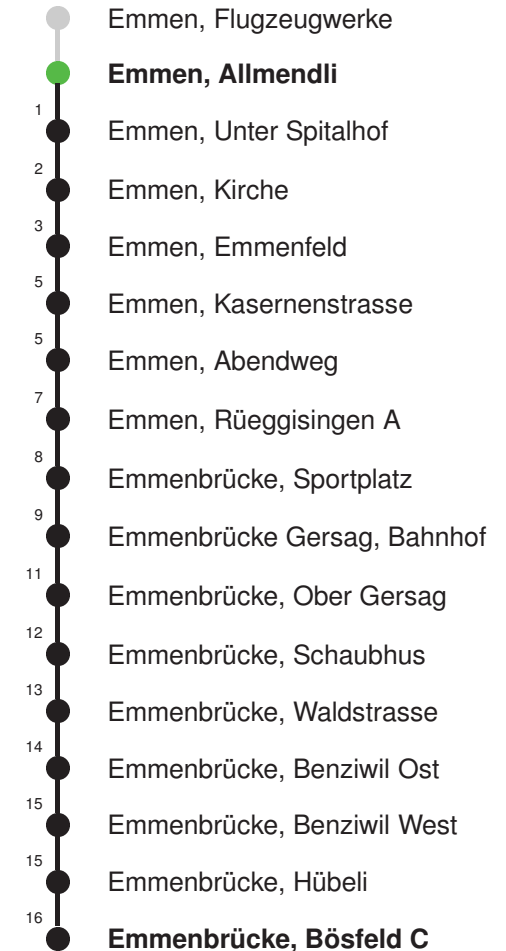 Emmen, Flugzeugwerke
Emmen, Allmendli
1 Emmen, Unter Spitalhof
2 Emmen, Kirche
3 Emmen, Emmenfeld
5 Emmen, Kasernenstrasse
5 Emmen, Abendweg
7 Emmen, Rüeggisingen A
8 Emmenbrücke, Sportplatz
9 Emmenbrücke Gersag, Bahnhof
11 Emmenbrücke, Ober Gersag
12 Emmenbrücke, Schaubhus
13 Emmenbrücke, Waldstrasse
14 Emmenbrücke, Benziwil Ost
15 Emmenbrücke, Benziwil West
15 Emmenbrücke, Hübeli
16 Emmenbrücke, Bösfeld C